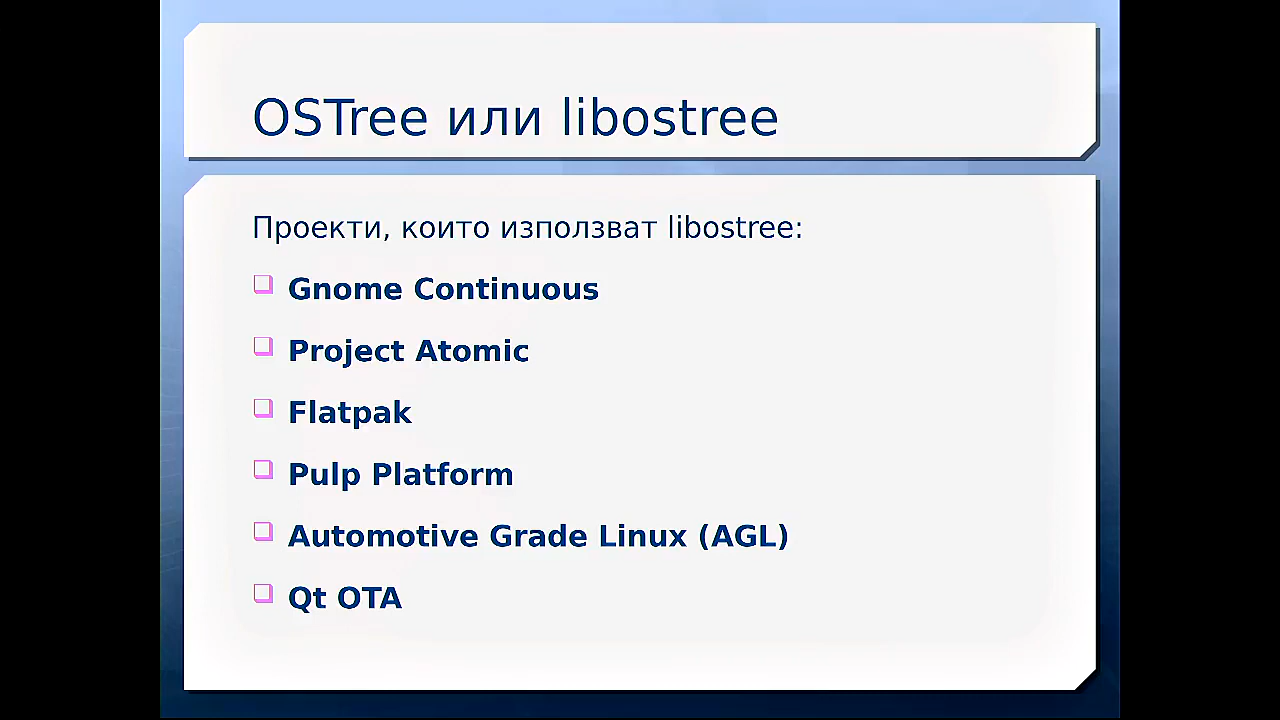 OSTree или libostree
Проекти, които използват libostree:
Gnome Continuous
Project Atomic
Flatpak
Pulp Platform
Automotive Grade Linux (AGL)
Qt OTA